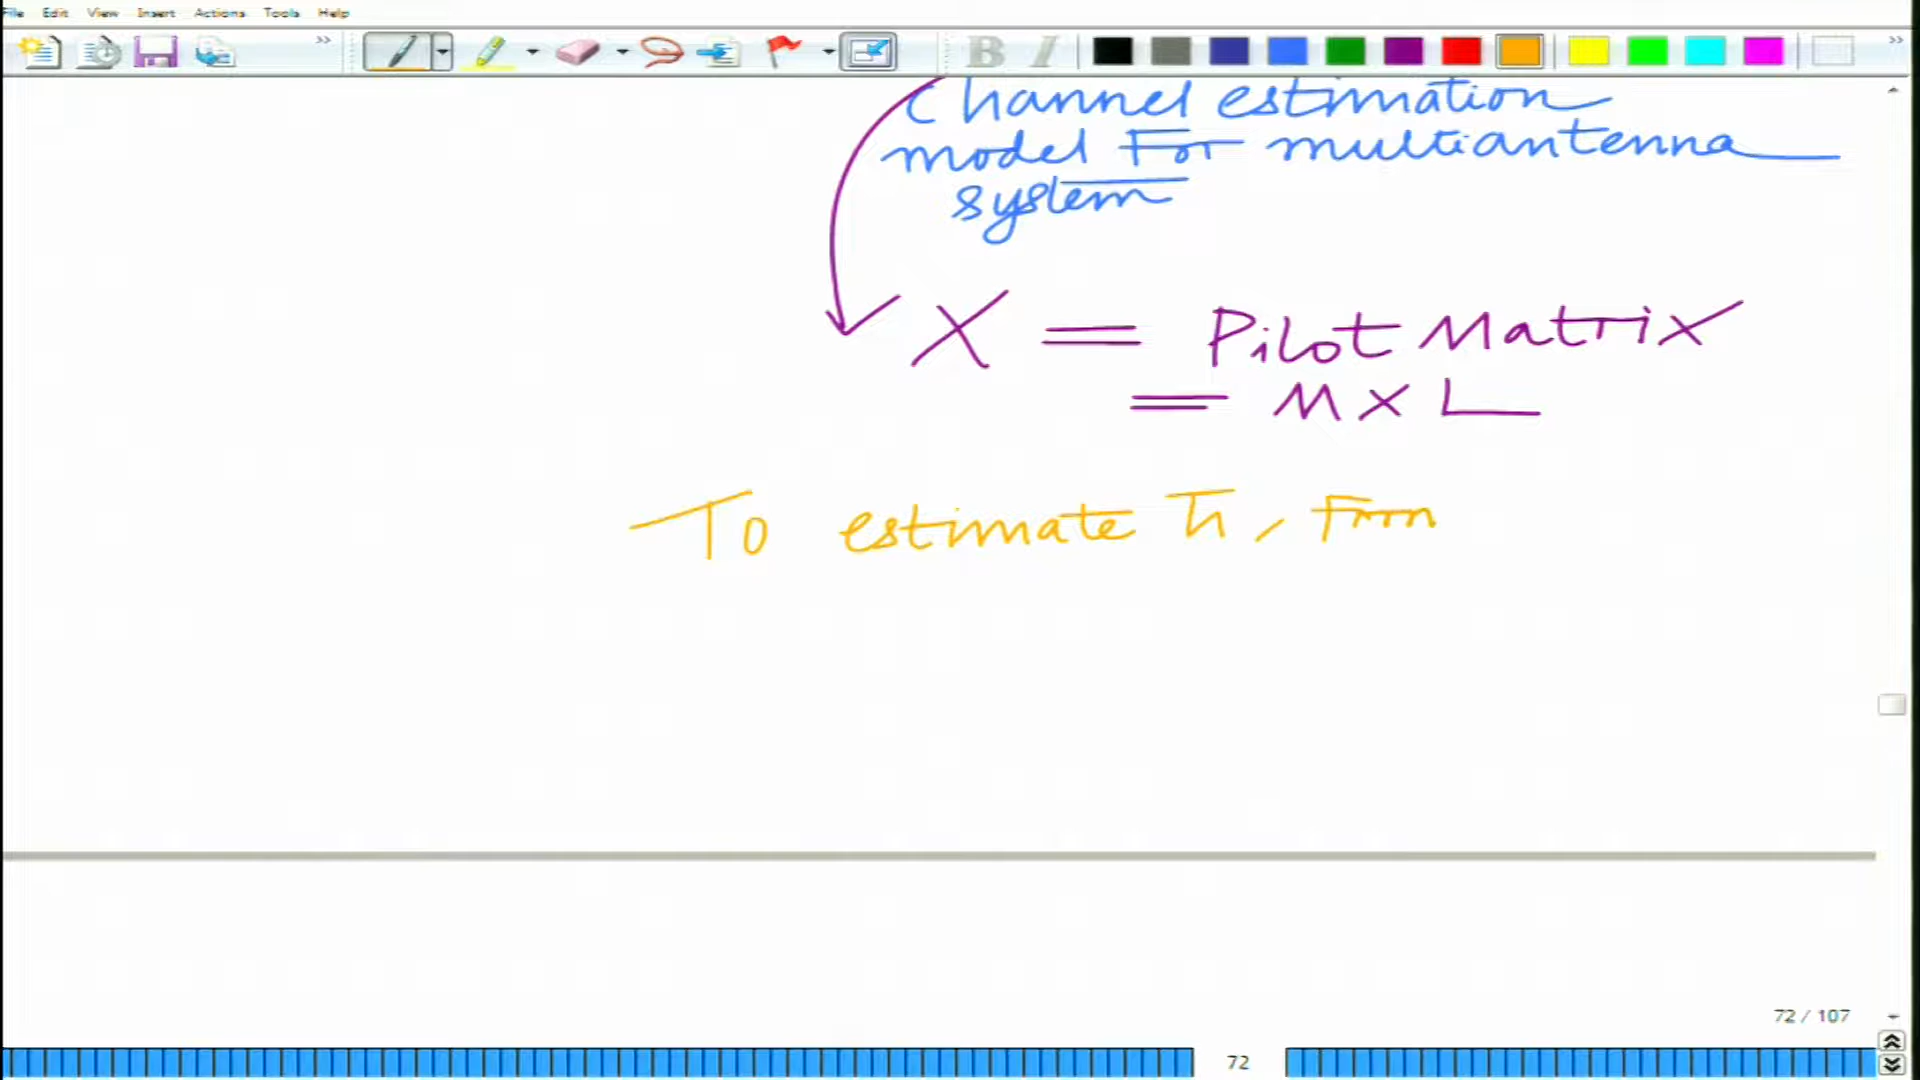 File Edit View Insert Actions Tools Help
B I
Channel estimation
model For multiantenna
system
X = Pilot Matrix
= M x L
To estimate h̅, From
72 / 107
72